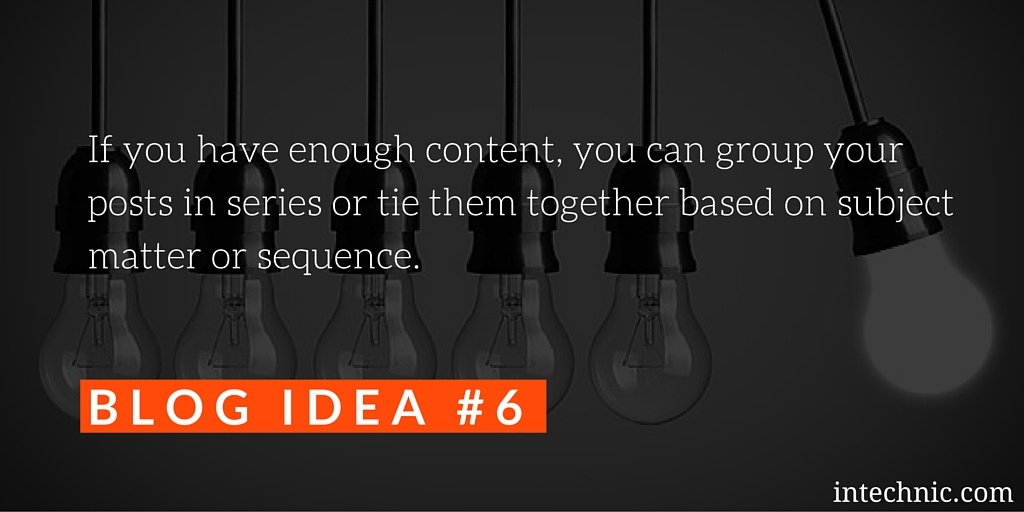 If you have enough content, you can group your
posts in series or tie them together based on subject
matter or sequence.
BLOG IDEA #6
intechnic.com